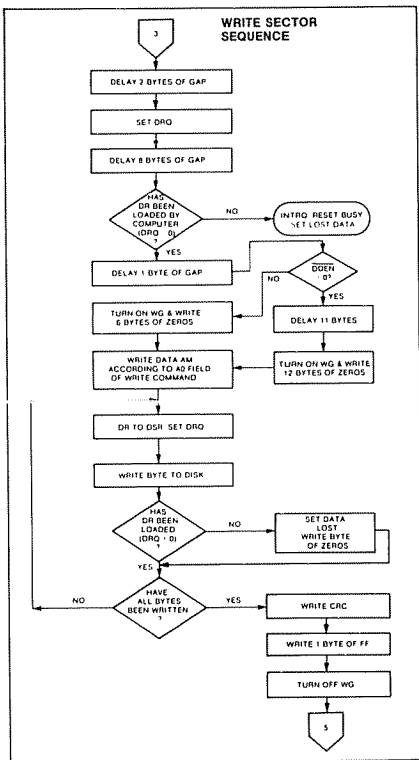 WRITE SECTOR
SEQUENCE
3
DELAY 2 BYTES OF GAP
SET DRQ
DELAY 8 BYTES OF GAP
HAS
DR BEEN
LOADED BY
COMPUTER
(DRQ 0)
?
NO
INTRQ RESET BUSY
SET LOST DATA
YES
DELAY 1 BYTE OF GAP
0?
NO
YES
TURN ON WG & WRITE
6 BYTES OF ZEROS
DELAY 11 BYTES
WRITE DATA AM
ACCORDING TO A0 FIELD
OF WRITE COMMAND
TURN ON WG & WRITE
12 BYTES OF ZEROS
DR TO DSR SET DRQ
WRITE BYTE TO DISK
HAS
DR BEEN
LOADED
(DRQ 0)
?
NO
SET DATA
LOST
WRITE BYTE
OF ZEROS
YES
HAVE
ALL BYTES
BEEN WRITTEN
?
NO
YES
WRITE CRC
WRITE 1 BYTE OF FF
TURN OFF WG
5